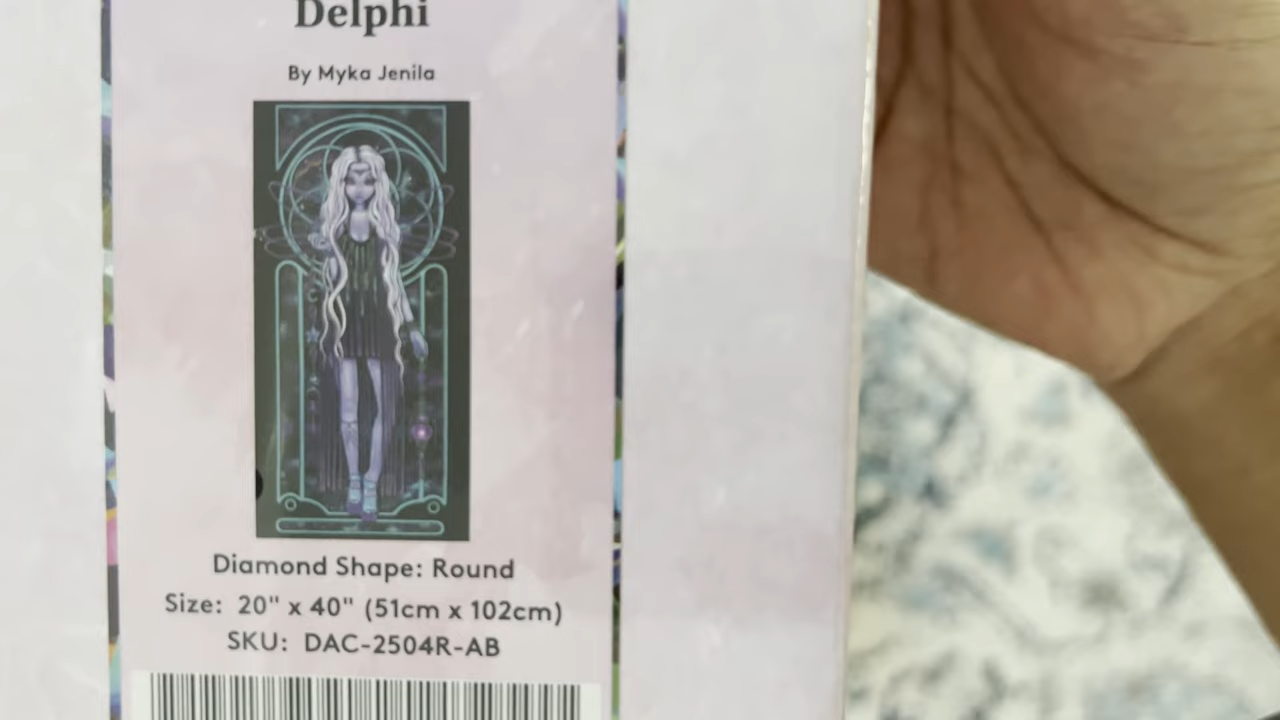 Delphi
By Myka Jenila
Diamond Shape: Round
Size: 20" x 40" (51cm x 102cm)
SKU: DAC-2504R-AB